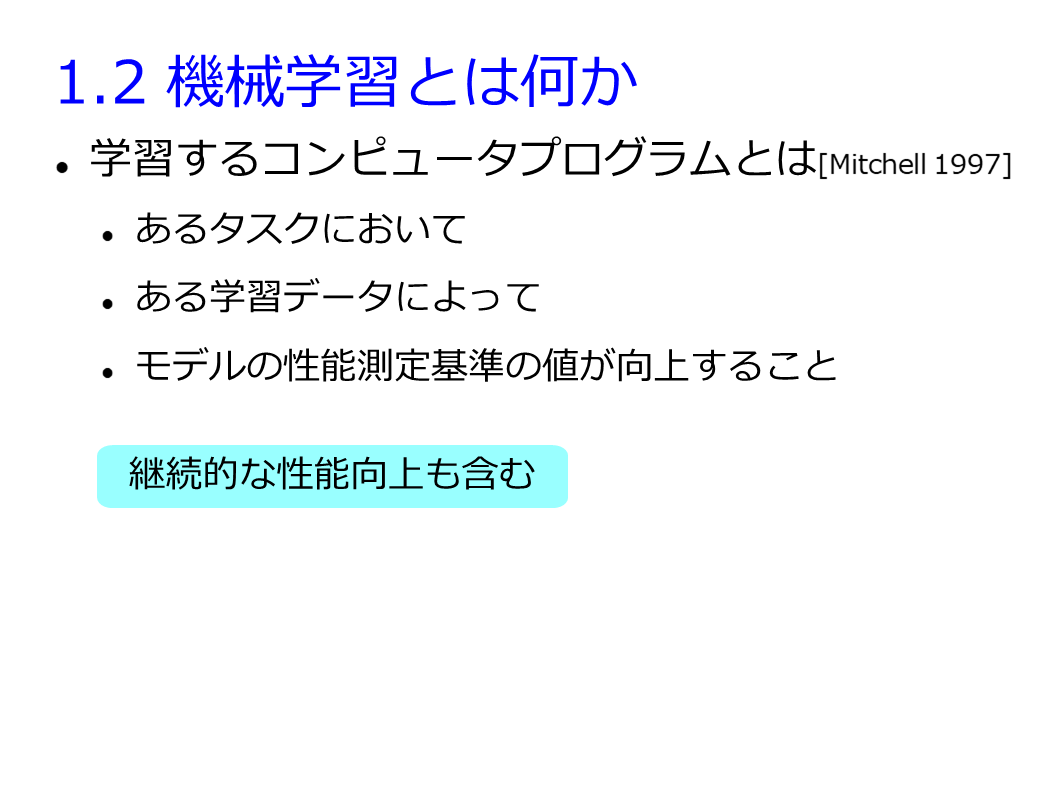 1.2 機械学習とは何か
● 学習するコンピュータプログラムとは[Mitchell 1997]
● あるタスクにおいて
● ある学習データによって
● モデルの性能測定基準の値が向上すること
継続的な性能向上も含む